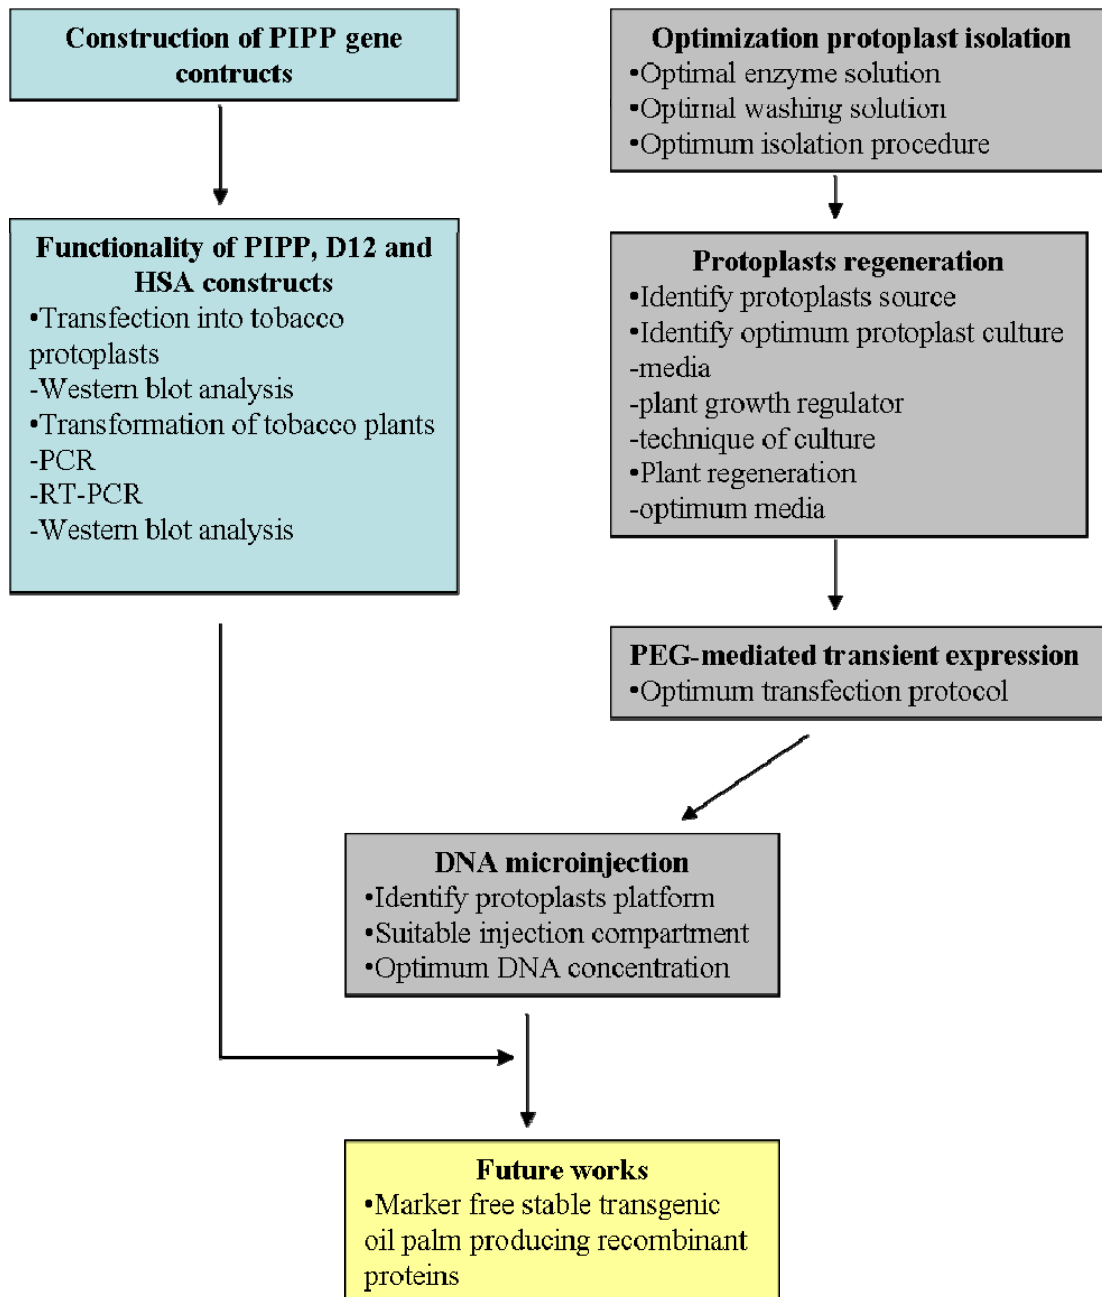 Construction of PIPP gene
contructs
Functionality of PIPP, D12 and
HSA constructs
•Transfection into tobacco
protoplasts
-Western blot analysis
•Transformation of tobacco plants
-PCR
-RT-PCR
-Western blot analysis
Optimization protoplast isolation
•Optimal enzyme solution
•Optimal washing solution
•Optimum isolation procedure
Protoplasts regeneration
•Identify protoplasts source
•Identify optimum protoplast culture
-media
-plant growth regulator
-technique of culture
•Plant regeneration
-optimum media
PEG-mediated transient expression
•Optimum transfection protocol
DNA microinjection
•Identify protoplasts platform
•Suitable injection compartment
•Optimum DNA concentration
Future works
•Marker free stable transgenic
oil palm producing recombinant
proteins